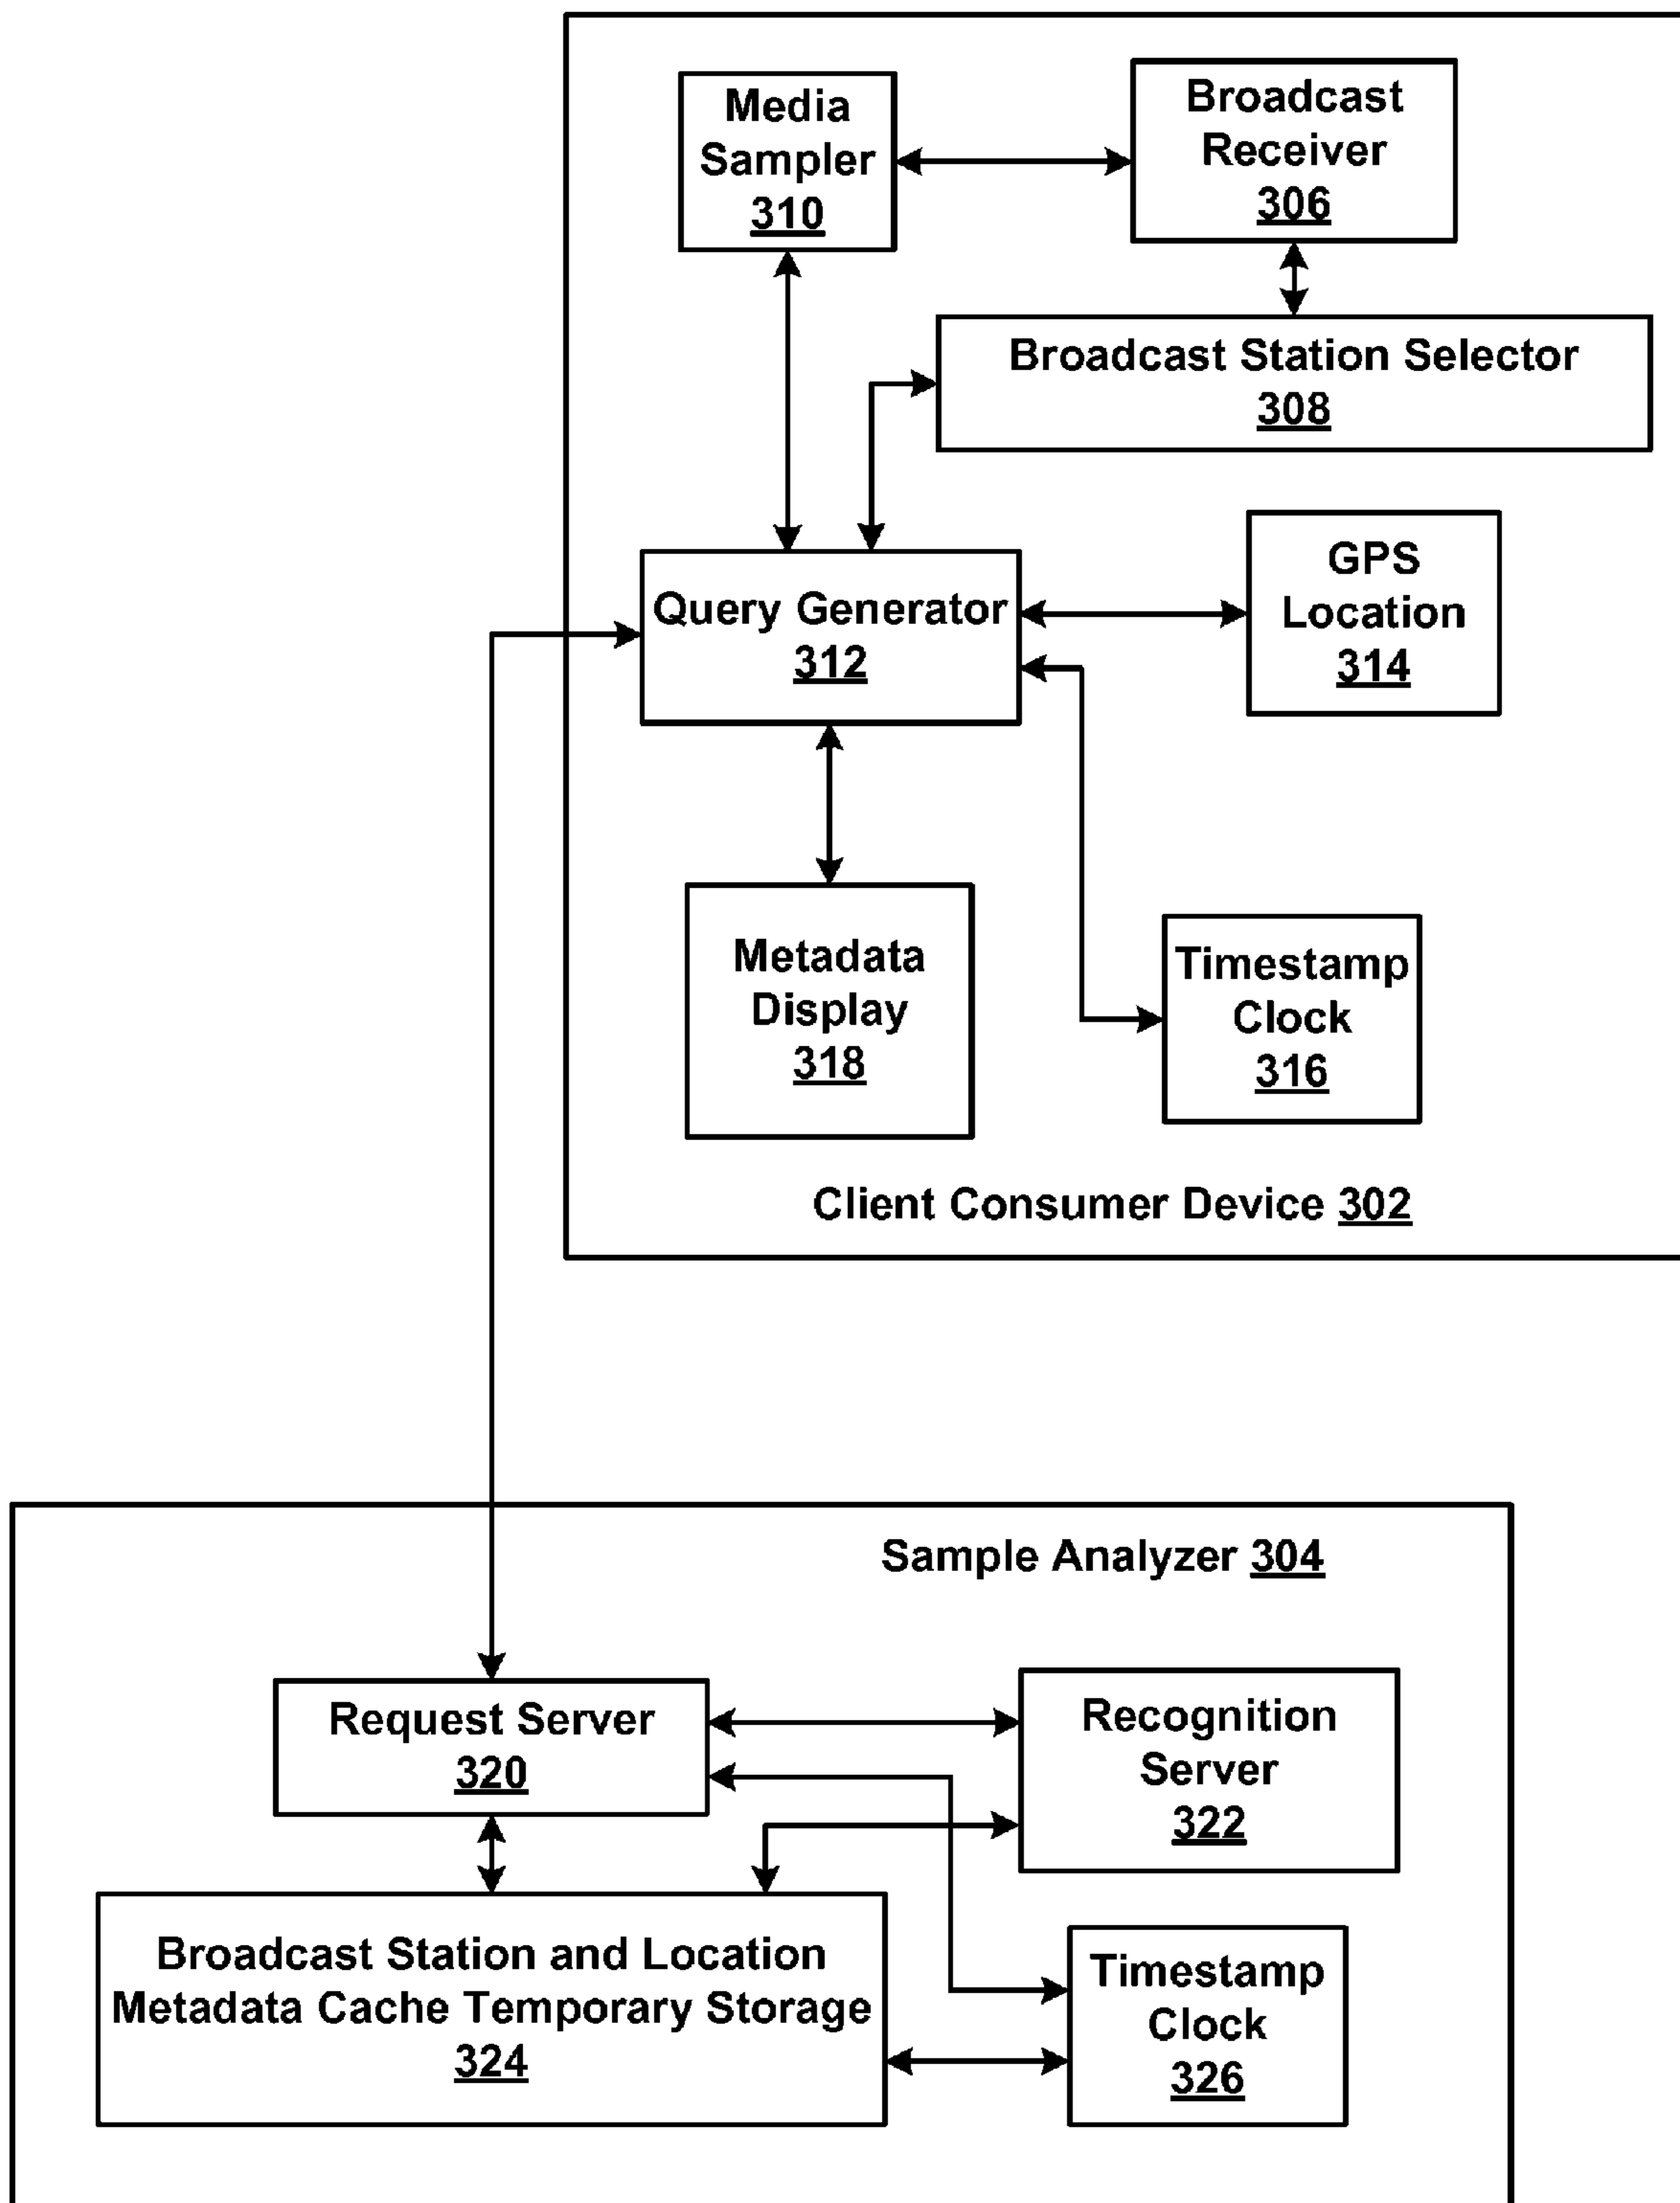 Media
Sampler
310
Broadcast
Receiver
306
Broadcast Station Selector
308
Query Generator
312
GPS
Location
314
Metadata
Display
318
Timestamp
Clock
316
Client Consumer Device 302
Sample Analyzer 304
Request Server
320
Recognition
Server
322
Broadcast Station and Location
Metadata Cache Temporary Storage
324
Timestamp
Clock
326